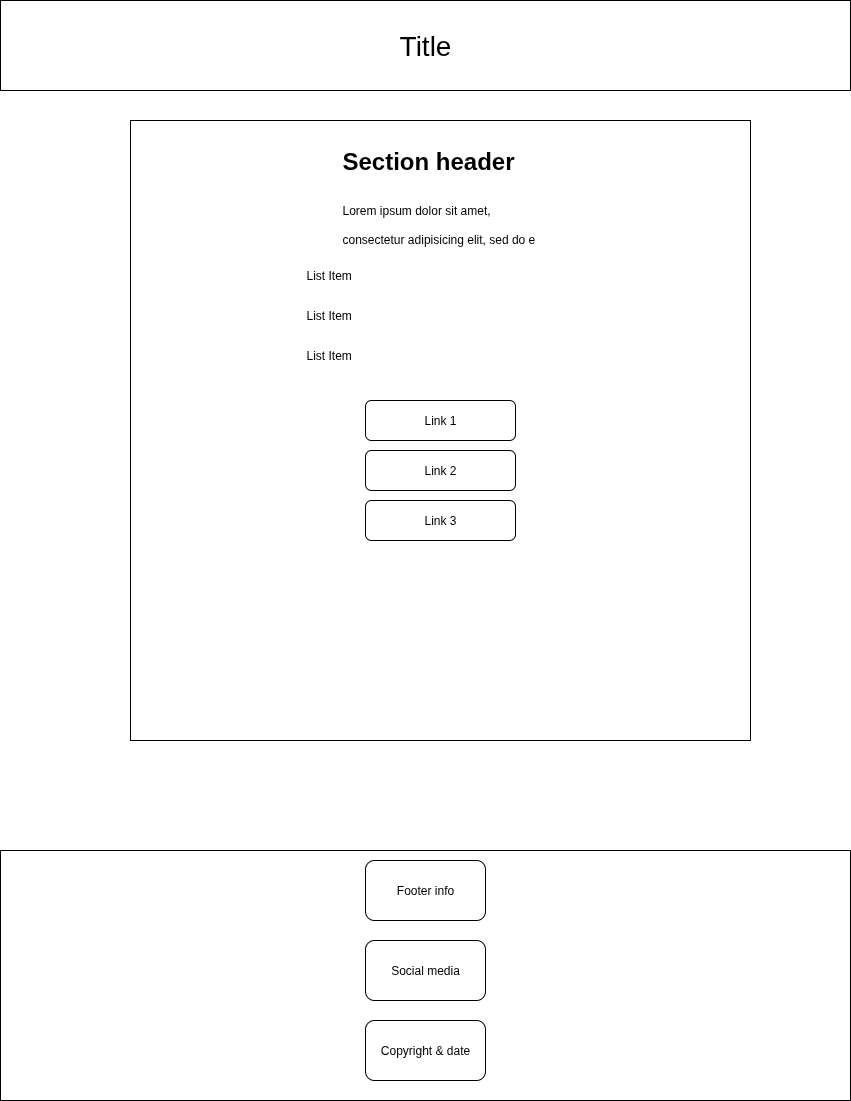 Title
Section header
Lorem ipsum dolor sit amet,
consectetur adipisicing elit, sed do e
List Item
List Item
List Item
Link 1
Link 2
Link 3
Footer info
Social media
Copyright & date